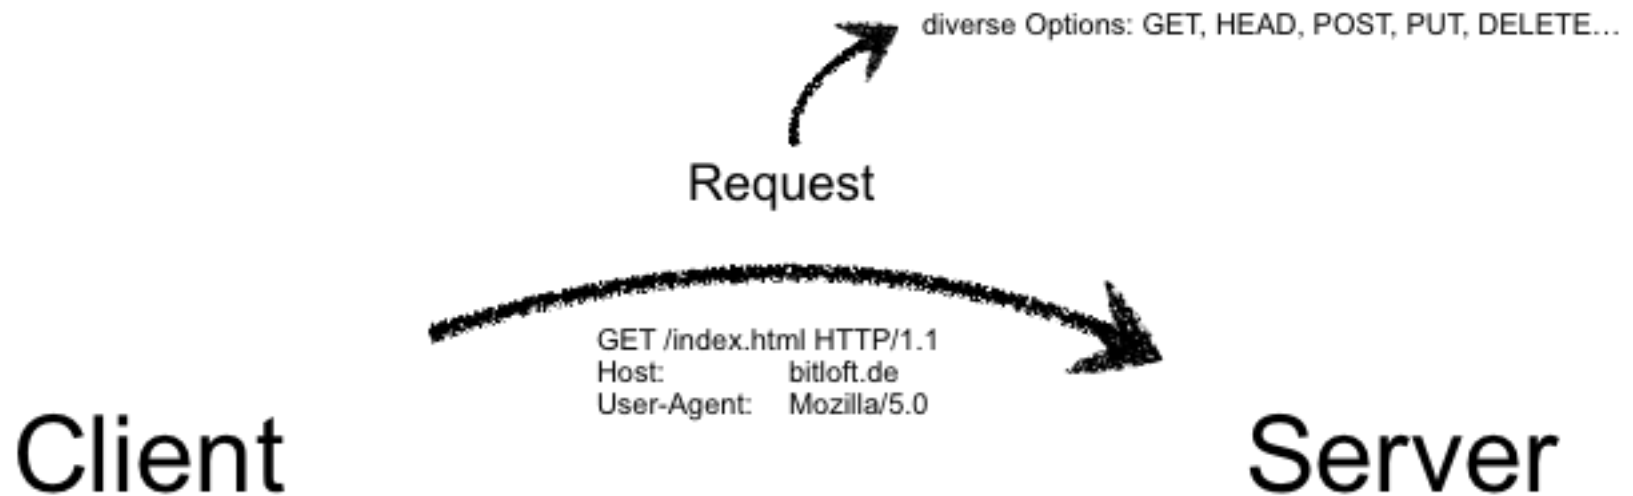 diverse Options: GET, HEAD, POST, PUT, DELETE…
Request
GET /index.html HTTP/1.1
Host: bitloft.de
User-Agent: Mozilla/5.0
Client
Server